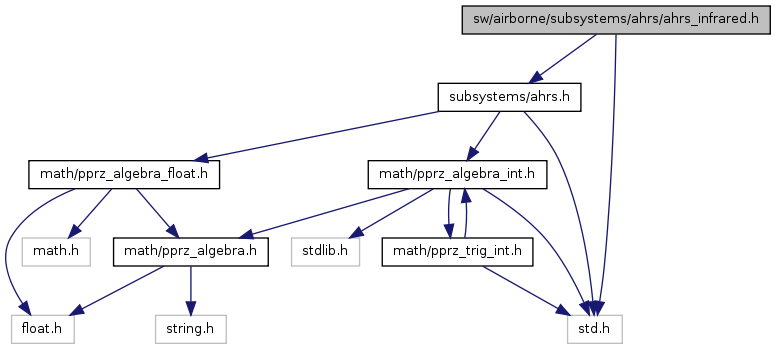 sw/airborne/subsystems/ahrs/ahrs_infrared.h
subsystems/ahrs.h
math/pprz_algebra_float.h
math/pprz_algebra_int.h
math.h
math/pprz_algebra.h
stdlib.h
math/pprz_trig_int.h
float.h
string.h
std.h